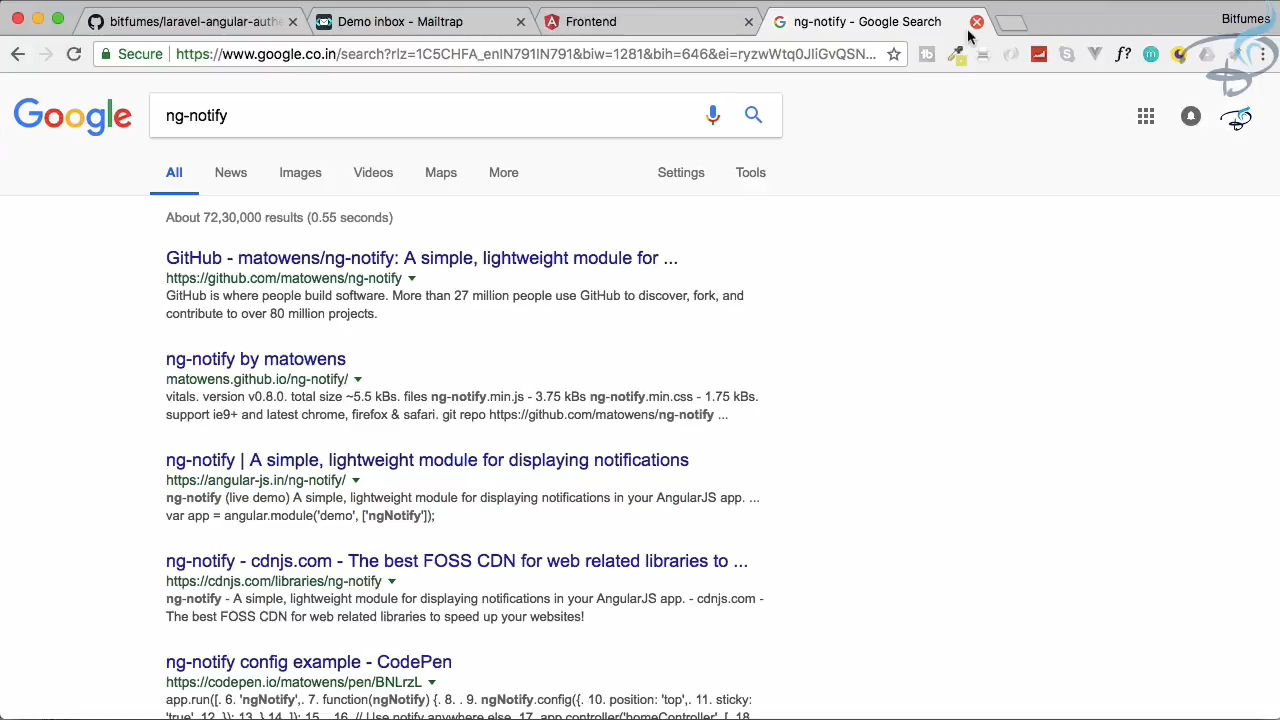 bitfumes/laravel-angular-authe
Demo inbox - Mailtrap
Frontend
ng-notify - Google Search
Bitfumes
Secure
https://www.google.co.in/search?rlz=1C5CHFA_enIN791IN791&biw=1281&bih=646&ei=ryzwWtq0JIiGvQSN...
Google
ng-notify
All
News
Images
Videos
Maps
More
Settings
Tools
About 72,30,000 results (0.55 seconds)
GitHub - matowens/ng-notify: A simple, lightweight module for ...
https://github.com/matowens/ng-notify
GitHub is where people build software. More than 27 million people use GitHub to discover, fork, and
contribute to over 80 million projects.
ng-notify by matowens
matowens.github.io/ng-notify/
vitals. version v0.8.0. total size ~5.5 kBs. files ng-notify.min.js - 3.75 kBs ng-notify.min.css - 1.75 kBs.
support ie9+ and latest chrome, firefox & safari. git repo https://github.com/matowens/ng-notify ...
ng-notify | A simple, lightweight module for displaying notifications
https://angular-js.in/ng-notify/
ng-notify (live demo) A simple, lightweight module for displaying notifications in your AngularJS app. ...
var app = angular.module('demo', ['ngNotify']);
ng-notify - cdnjs.com - The best FOSS CDN for web related libraries to ...
https://cdnjs.com/libraries/ng-notify
ng-notify - A simple, lightweight module for displaying notifications in your AngularJS app. - cdnjs.com -
The best FOSS CDN for web related libraries to speed up your websites!
ng-notify config example - CodePen
https://codepen.io/matowens/pen/BNLrzL
app.run([. 6. 'ngNotify',. 7. function(ngNotify) {. 8. . 9. ngNotify.config({. 10. position: 'top',. 11. sticky:
'true'. 12. }); 13. } 14. ]); 15. . 16. // Use notify anywhere else. 17. app.controller('homeController', [. 18.